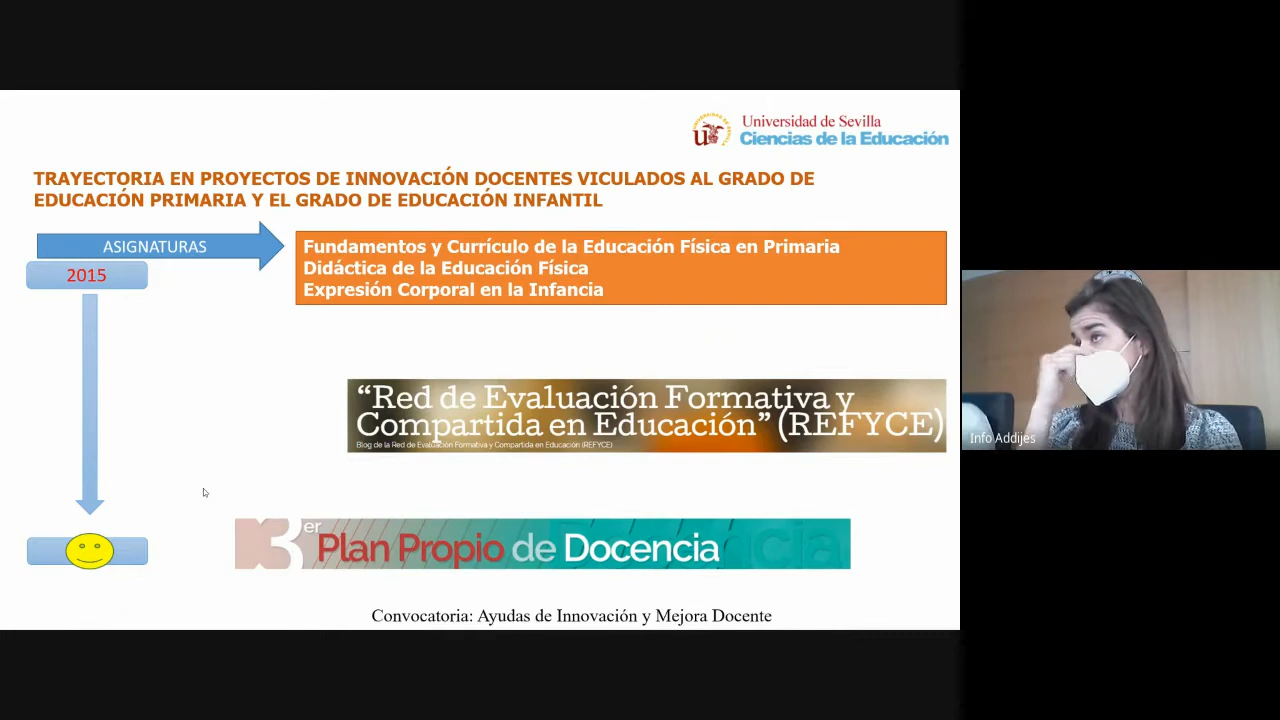 Universidad de Sevilla
Ciencias de la Educación
TRAYECTORIA EN PROYECTOS DE INNOVACIÓN DOCENTES VICULADOS AL GRADO DE
EDUCACIÓN PRIMARIA Y EL GRADO DE EDUCACIÓN INFANTIL
ASIGNATURAS
2015
Fundamentos y Currículo de la Educación Física en Primaria
Didáctica de la Educación Física
Expresión Corporal en la Infancia
“Red de Evaluación Formativa y
Compartida en Educación” (REFYCE)
Blog de la Red de Evaluación Formativa y Compartida en Educación (REFYCE)
Info Addijes
3er Plan Propio de Docencia
Convocatoria: Ayudas de Innovación y Mejora Docente